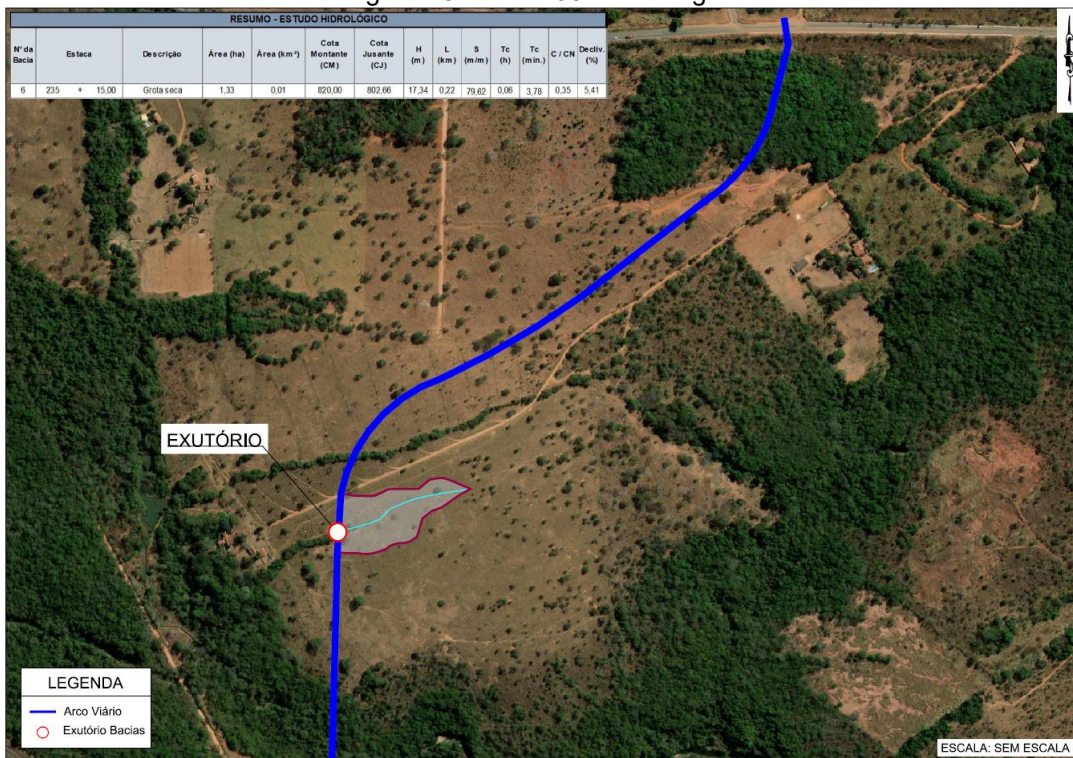 RESUMO - ESTUDO HIDROLÓGICO
Nº da Bacia Estaca Descrição Área (ha) Área (km²) Cota Montante (CM) Cota Jusante (CJ) H (m) L (km) S (m/m) Tc (h) Tc (min.) C / CN Decliv. (%)
6 235 + 15,00 Grota seca 1,33 0,01 820,00 802,66 17,34 0,22 79,62 0,06 3,78 0,35 5,41
EXUTÓRIO
LEGENDA
Arco Viário
Exutório Bacias
ESCALA: SEM ESCALA